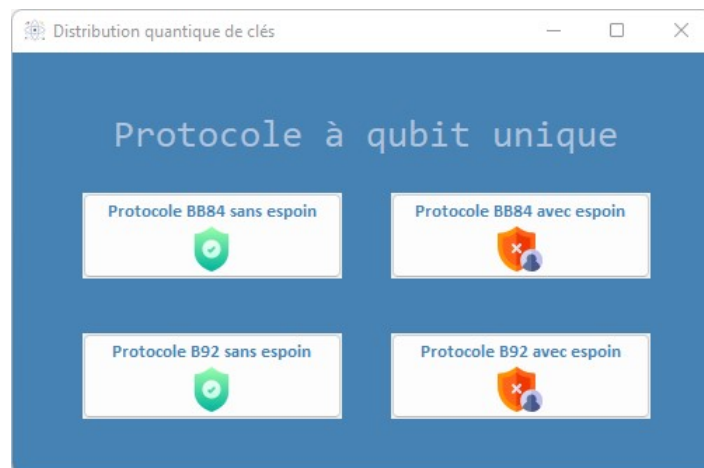 Distribution quantique de clés
Protocole à qubit unique
Protocole BB84 sans espoin
Protocole BB84 avec espoin
Protocole B92 sans espoin
Protocole B92 avec espoin